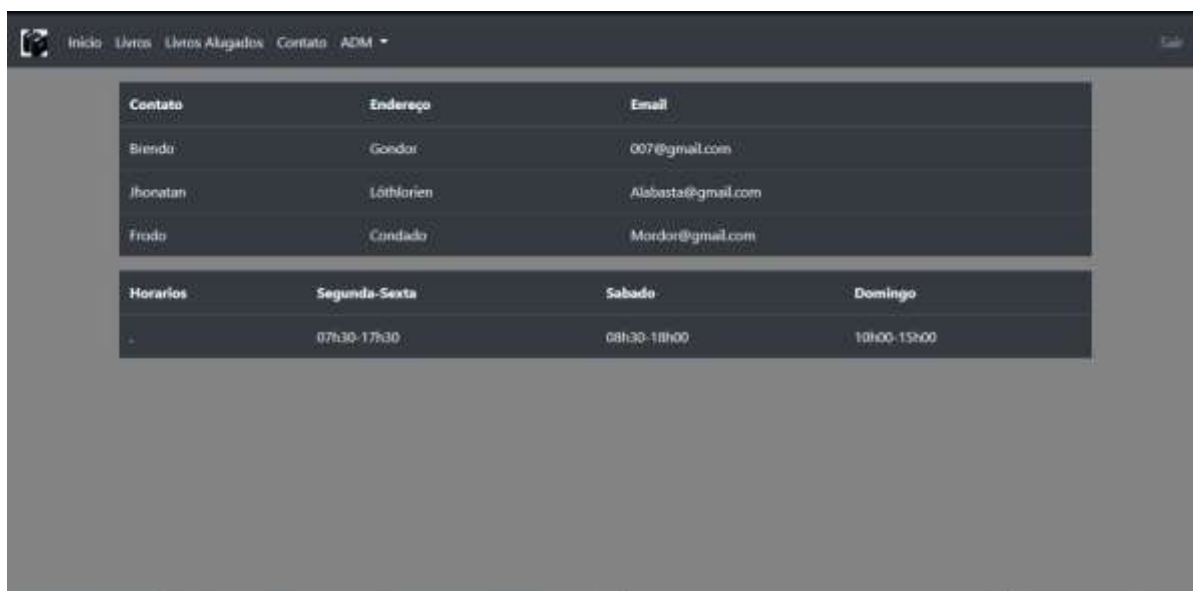 Inicio Livros Livros Alugados Contato ADM Sair
Contato Endereço Email
Brendo Gondor 007@gmail.com
Jhonatan Lóthlorien Alabasta@gmail.com
Frodo Condado Mordor@gmail.com
Horarios Segunda-Sexta Sabado Domingo
. 07h30-17h30 08h30-18h00 10h00-15h00